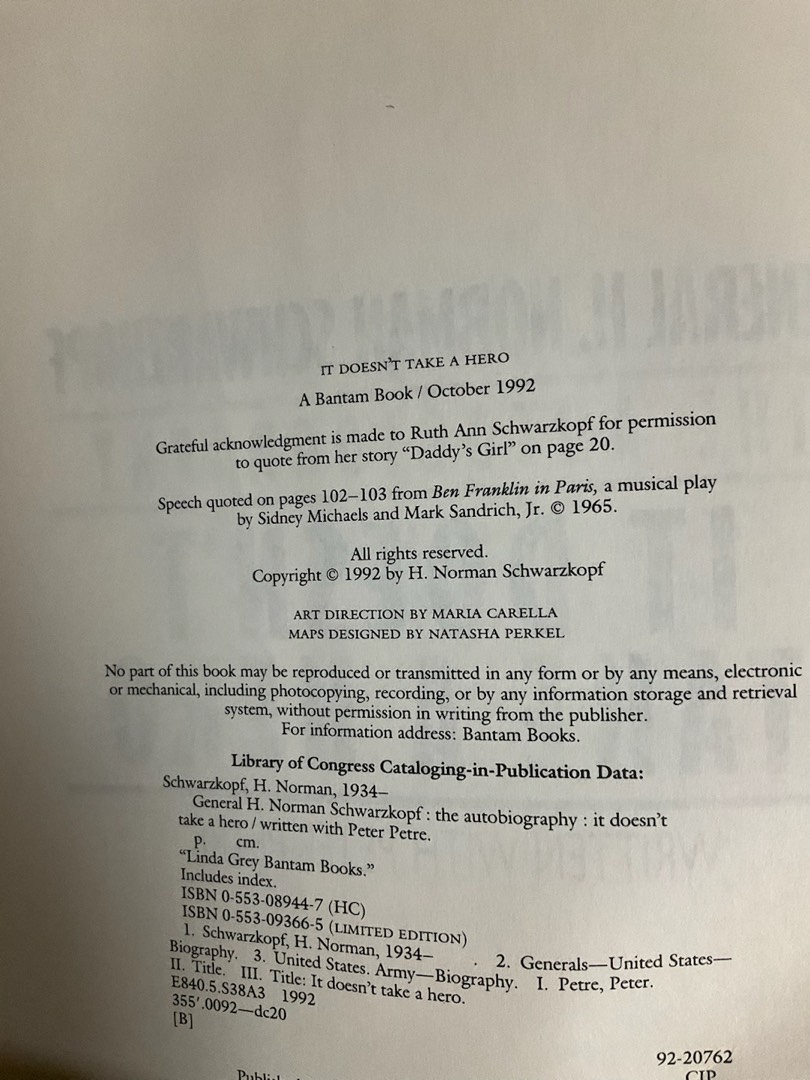 IT DOESN'T TAKE A HERO
A Bantam Book / October 1992
Grateful acknowledgment is made to Ruth Ann Schwarzkopf for permission
to quote from her story “Daddy's Girl” on page 20.
Speech quoted on pages 102–103 from Ben Franklin in Paris, a musical play
by Sidney Michaels and Mark Sandrich, Jr. © 1965.
All rights reserved.
Copyright © 1992 by H. Norman Schwarzkopf
ART DIRECTION BY MARIA CARELLA
MAPS DESIGNED BY NATASHA PERKEL
No part of this book may be reproduced or transmitted in any form or by any means, electronic
or mechanical, including photocopying, recording, or by any information storage and retrieval
system, without permission in writing from the publisher.
For information address: Bantam Books.
Library of Congress Cataloging-in-Publication Data:
Schwarzkopf, H. Norman, 1934–
General H. Norman Schwarzkopf : the autobiography : it doesn't
take a hero / written with Peter Petre.
p. cm.
“Linda Grey Bantam Books.”
Includes index.
ISBN 0-553-08944-7 (HC)
ISBN 0-553-09366-5 (LIMITED EDITION)
1. Schwarzkopf, H. Norman, 1934– . 2. Generals—United States—
Biography. 3. United States. Army—Biography. I. Petre, Peter.
II. Title. III. Title: It doesn't take a hero.
E840.5.S38A3 1992
355'.0092—dc20
[B]
92-20762
CIP